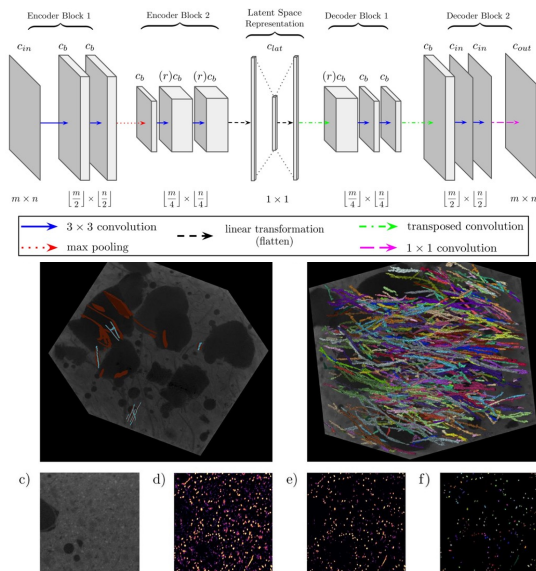 Encoder Block 1
Encoder Block 2
Latent Space
Representation
Decoder Block 1
Decoder Block 2
c_in c_b c_b
c_b (r)c_b (r)c_b
c_lat
(r)c_b c_b c_b
c_b c_in c_in c_out
m × n
⌊m/2⌋ × ⌊n/2⌋
⌊m/4⌋ × ⌊n/4⌋
1 × 1
⌊m/4⌋ × ⌊n/4⌋
⌊m/2⌋ × ⌊n/2⌋
m × n
3 × 3 convolution
max pooling
linear transformation
(flatten)
transposed convolution
1 × 1 convolution
c)
d)
e)
f)